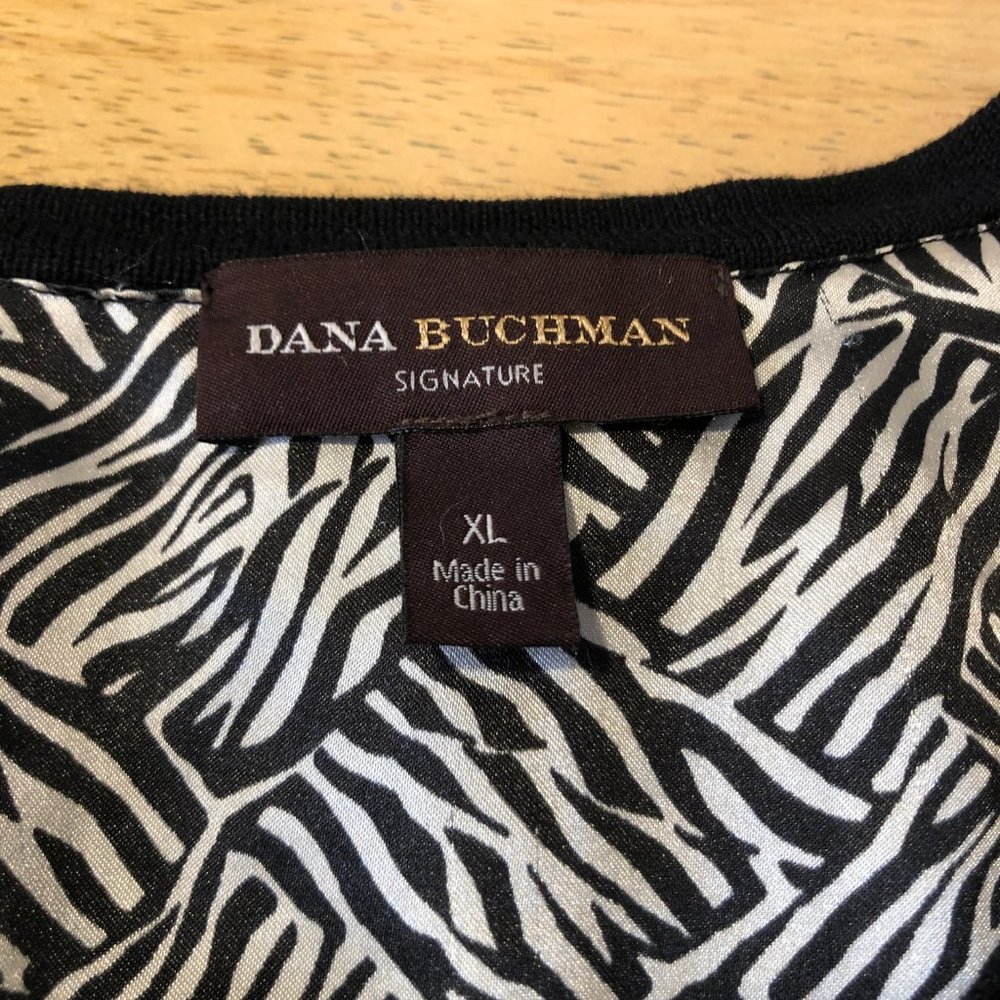 DANA BUCHMAN
SIGNATURE
XL
Made in
China